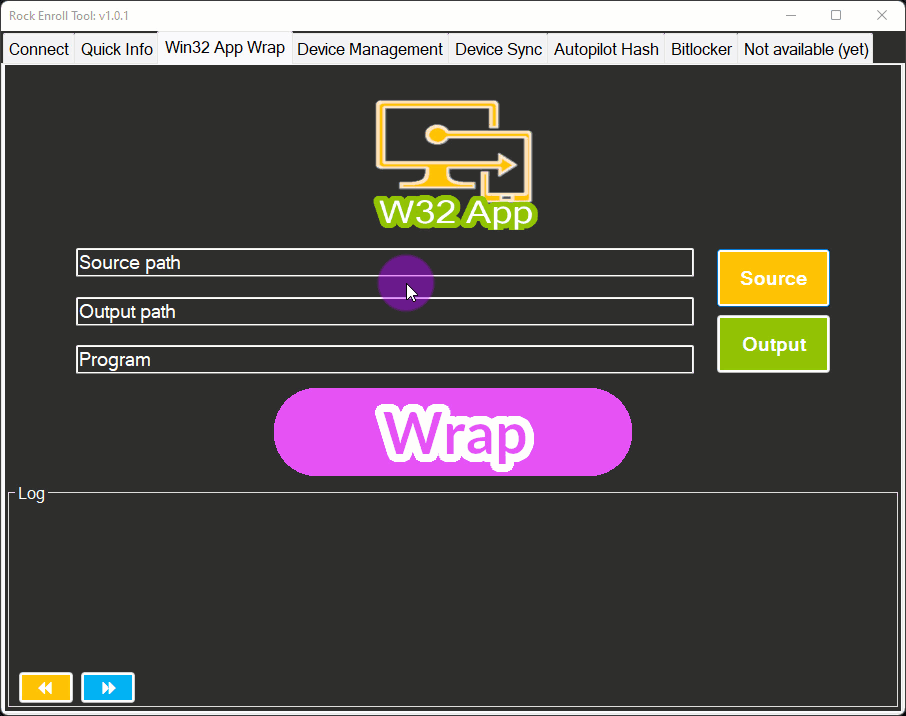 Rock Enroll Tool: v1.0.1
Connect Quick Info Win32 App Wrap Device Management Device Sync Autopilot Hash Bitlocker Not available (yet)
W32 App
Source path
Source
Output path
Output
Program
Wrap
Log